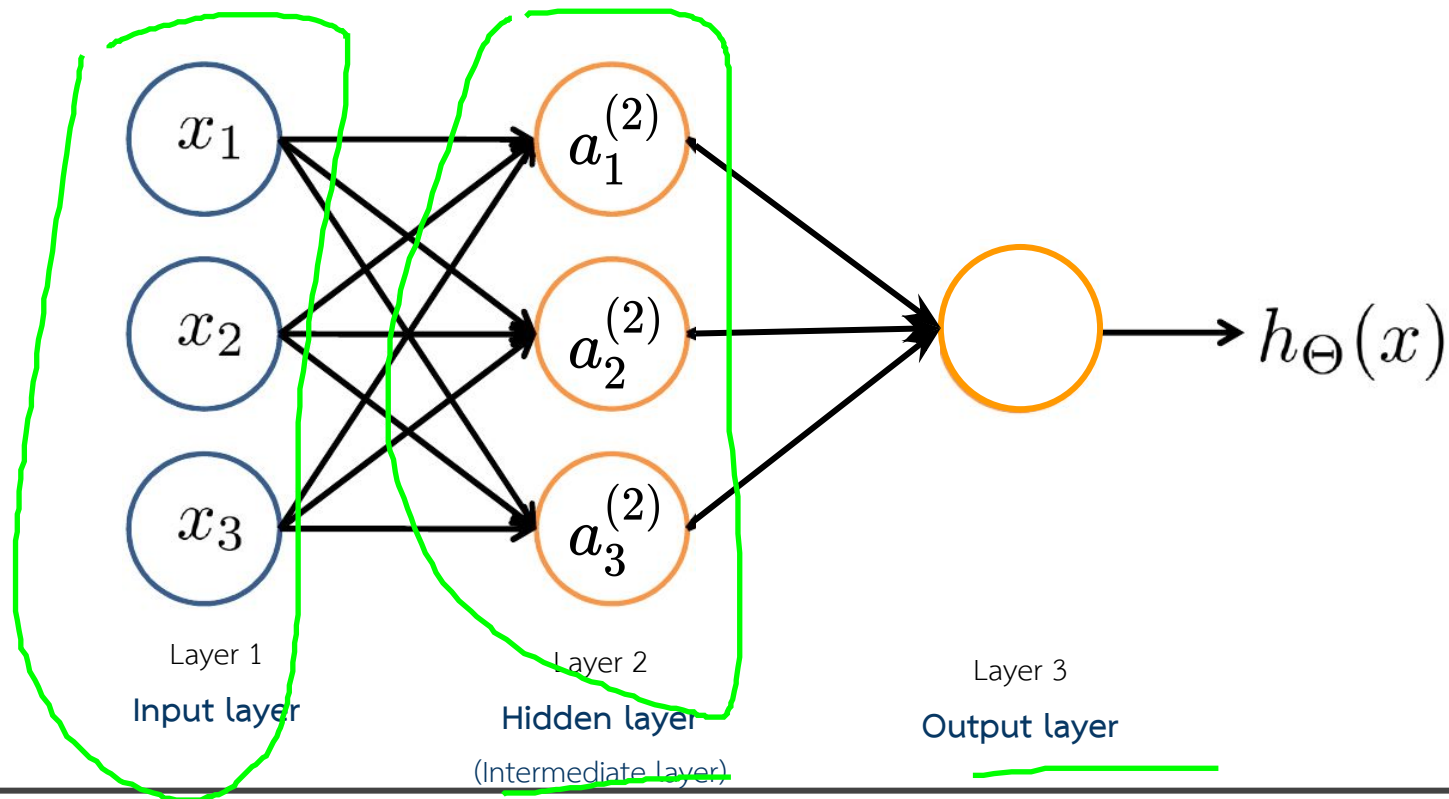 x₁
x₂
x₃
Layer 1
Input layer
a₁⁽²⁾
a₂⁽²⁾
a₃⁽²⁾
Layer 2
Hidden layer
(Intermediate layer)
Layer 3
Output layer
h_Θ(x)